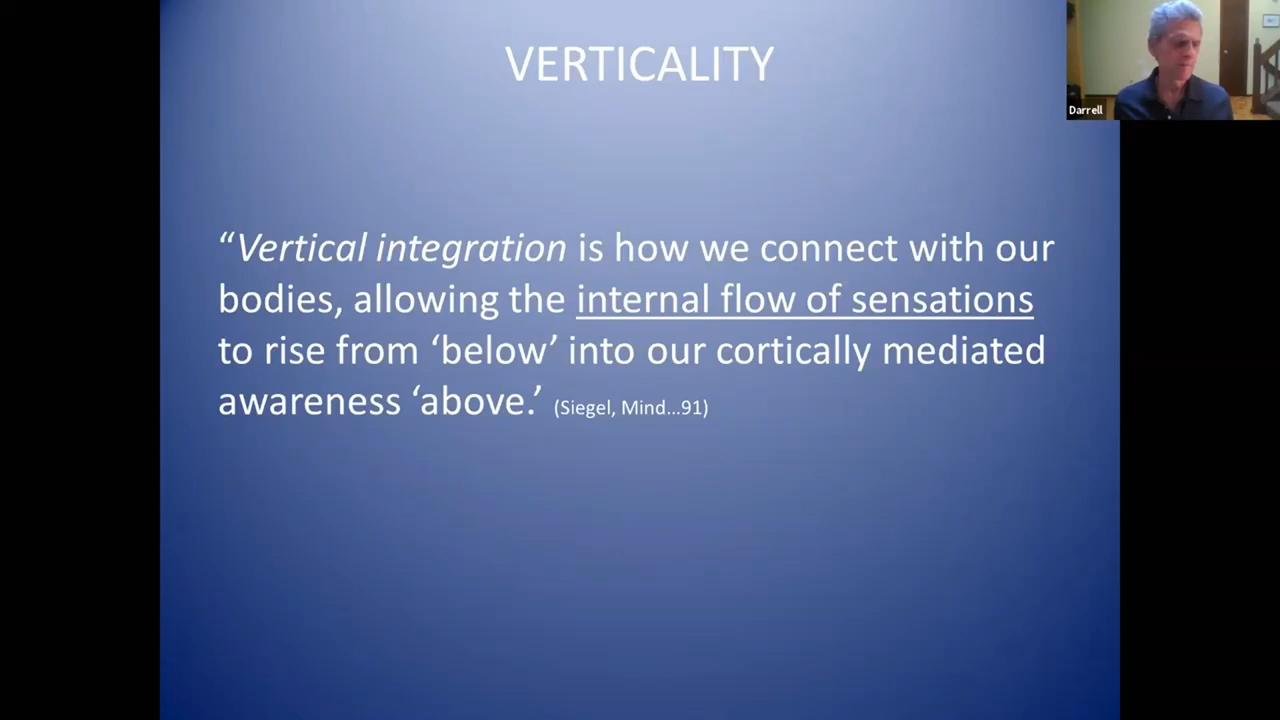 VERTICALITY
Darrell
“Vertical integration is how we connect with our
bodies, allowing the internal flow of sensations
to rise from ‘below’ into our cortically mediated
awareness ‘above.’ (Siegel, Mind...91)